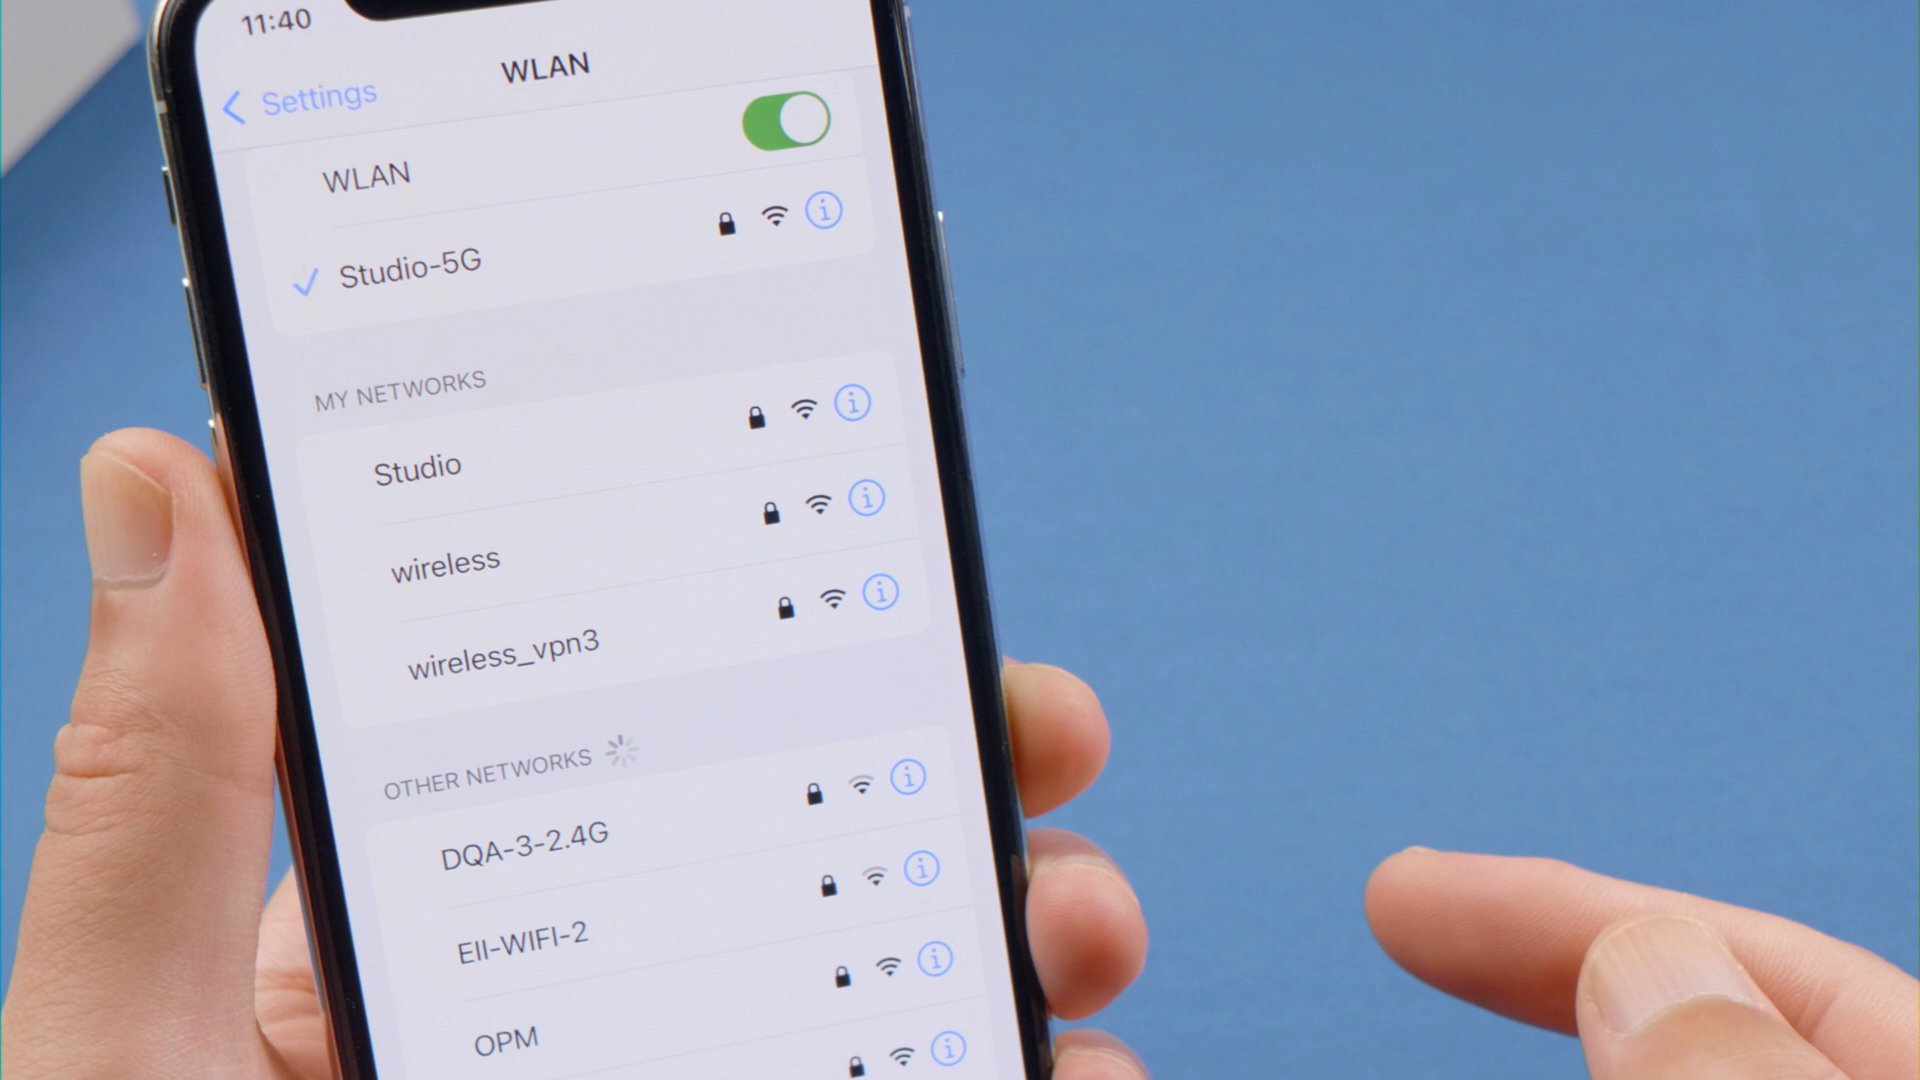 11:40
Settings
WLAN
WLAN
Studio-5G
MY NETWORKS
Studio
wireless
wireless_vpn3
OTHER NETWORKS
DQA-3-2.4G
EII-WIFI-2
OPM